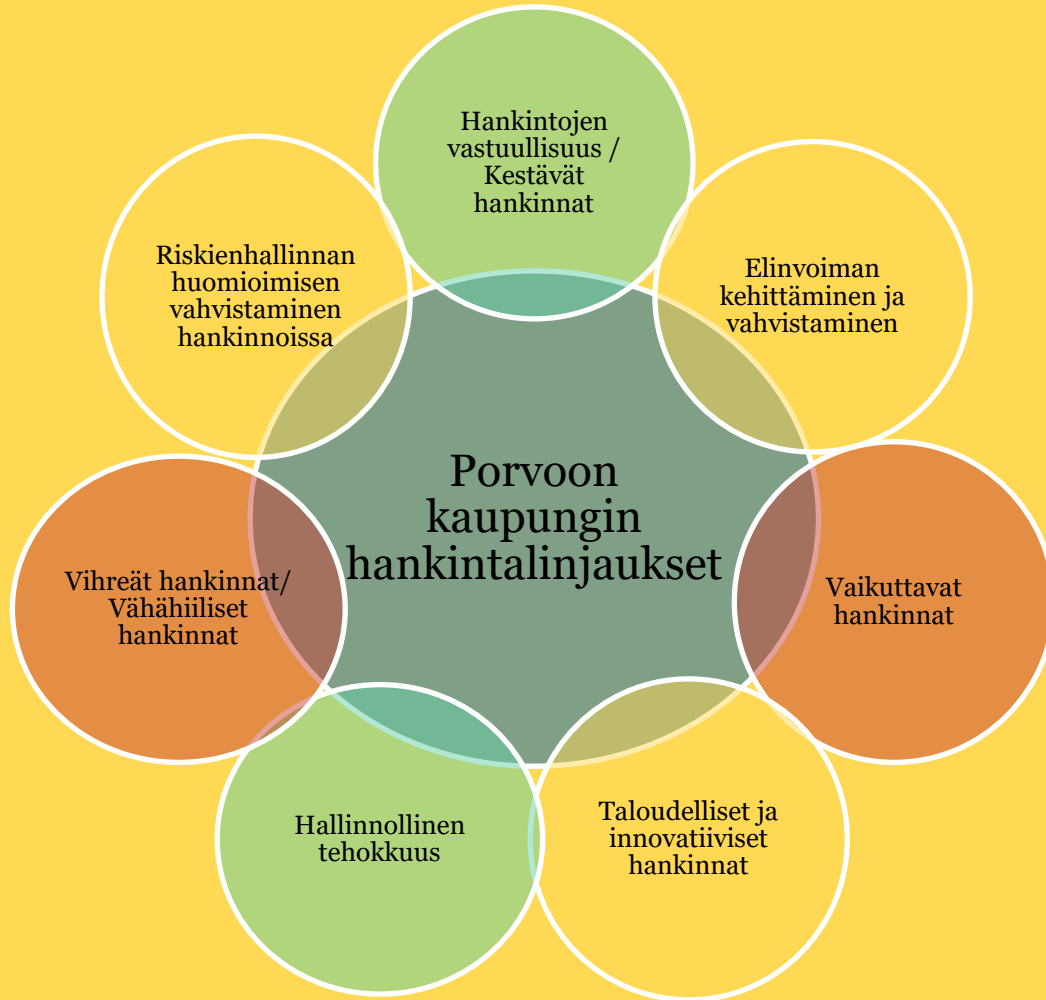 Hankintojen
vastuullisuus /
Kestävät
hankinnat
Riskienhallinnan
huomioimisen
vahvistaminen
hankinnoissa
Elinvoiman
kehittäminen ja
vahvistaminen
Porvoon
kaupungin
hankintalinjaukset
Vihreät hankinnat/
Vähähiiliset
hankinnat
Vaikuttavat
hankinnat
Hallinnollinen
tehokkuus
Taloudelliset ja
innovatiiviset
hankinnat